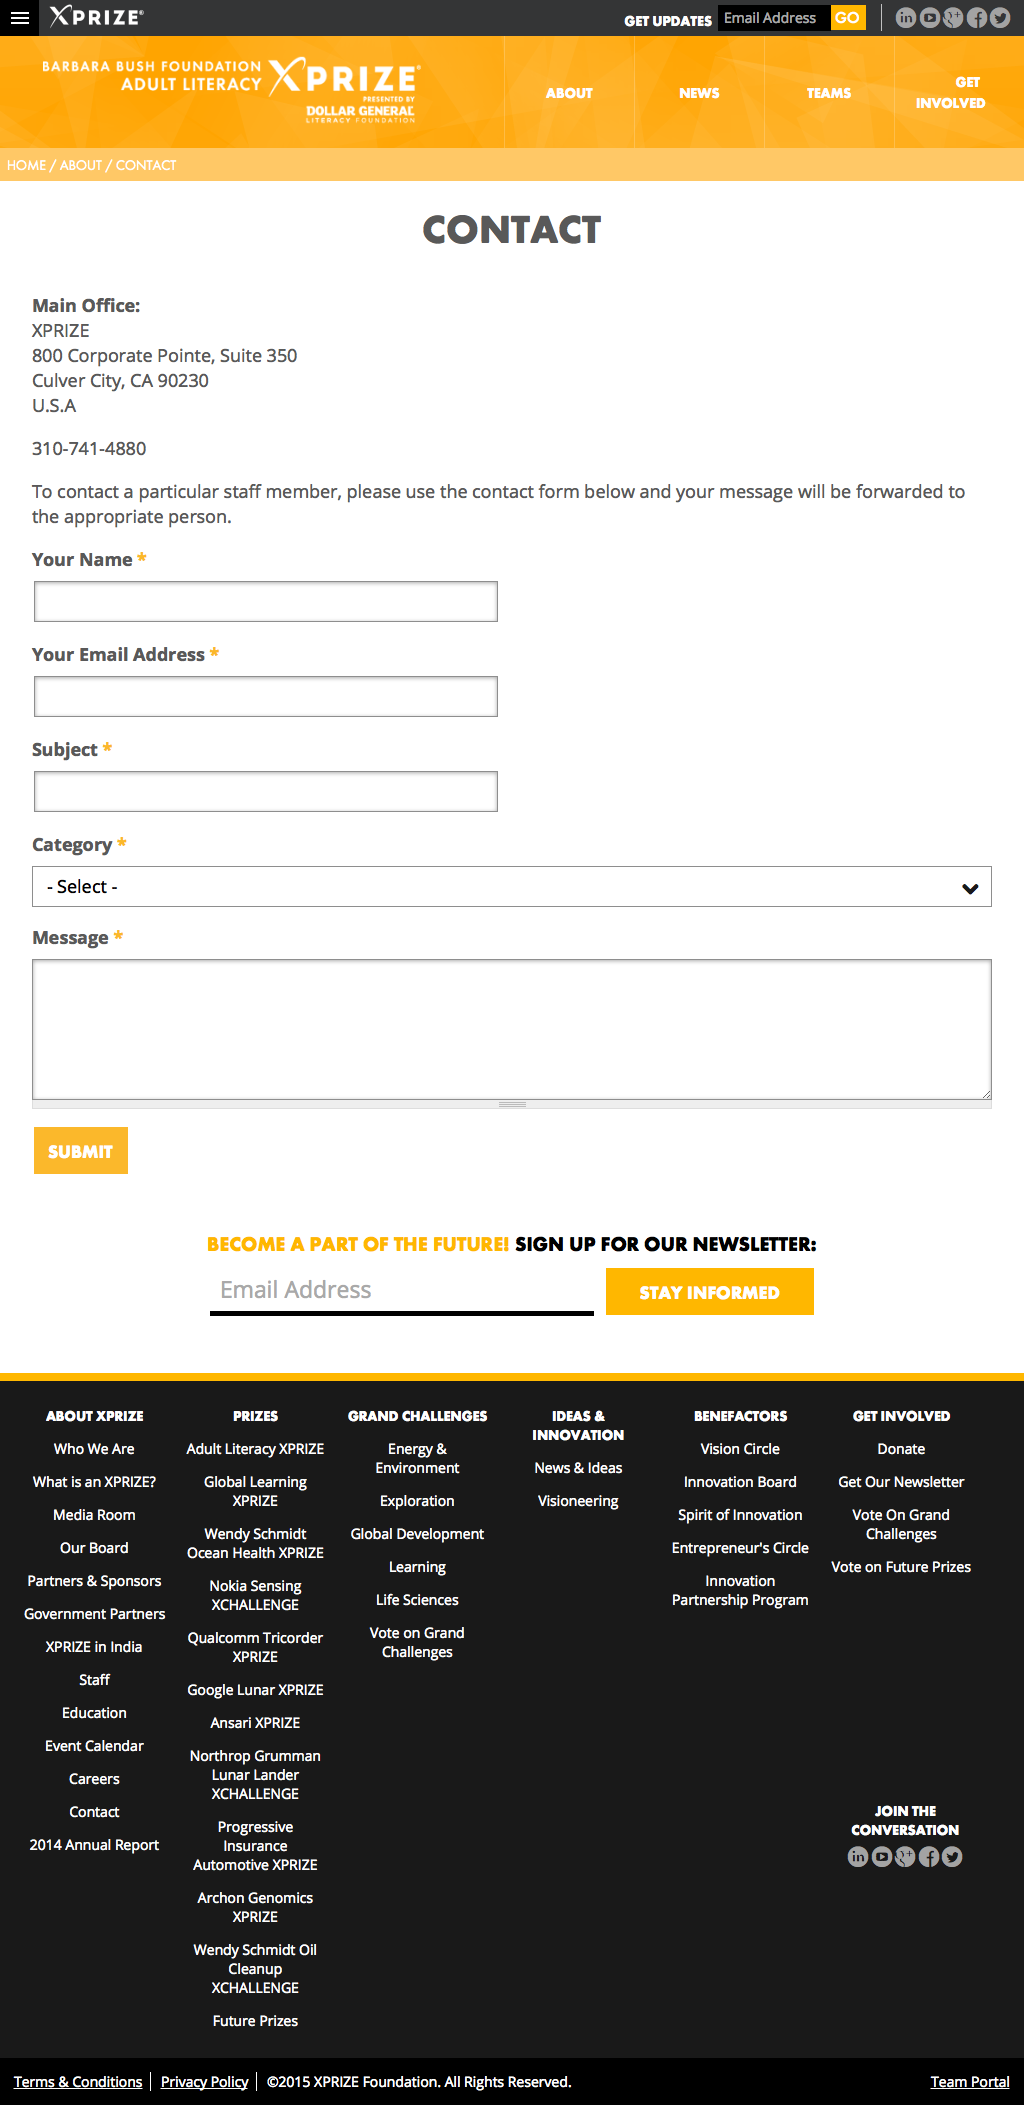 XPRIZE®
GET UPDATES
Email Address
GO
BARBARA BUSH FOUNDATION
ADULT LITERACY
XPRIZE®
PRESENTED BY
DOLLAR GENERAL
LITERACY FOUNDATION
ABOUT
NEWS
TEAMS
GET
INVOLVED
HOME / ABOUT / CONTACT
CONTACT
Main Office:
XPRIZE
800 Corporate Pointe, Suite 350
Culver City, CA 90230
U.S.A
310-741-4880
To contact a particular staff member, please use the contact form below and your message will be forwarded to
the appropriate person.
Your Name *
Your Email Address *
Subject *
Category *
- Select -
Message *
SUBMIT
BECOME A PART OF THE FUTURE! SIGN UP FOR OUR NEWSLETTER:
Email Address
STAY INFORMED
ABOUT XPRIZE
Who We Are
What is an XPRIZE?
Media Room
Our Board
Partners & Sponsors
Government Partners
XPRIZE in India
Staff
Education
Event Calendar
Careers
Contact
2014 Annual Report
PRIZES
Adult Literacy XPRIZE
Global Learning
XPRIZE
Wendy Schmidt
Ocean Health XPRIZE
Nokia Sensing
XCHALLENGE
Qualcomm Tricorder
XPRIZE
Google Lunar XPRIZE
Ansari XPRIZE
Northrop Grumman
Lunar Lander
XCHALLENGE
Progressive
Insurance
Automotive XPRIZE
Archon Genomics
XPRIZE
Wendy Schmidt Oil
Cleanup
XCHALLENGE
Future Prizes
GRAND CHALLENGES
Energy &
Environment
Exploration
Global Development
Learning
Life Sciences
Vote on Grand
Challenges
IDEAS &
INNOVATION
News & Ideas
Visioneering
BENEFACTORS
Vision Circle
Innovation Board
Spirit of Innovation
Entrepreneur's Circle
Innovation
Partnership Program
GET INVOLVED
Donate
Get Our Newsletter
Vote On Grand
Challenges
Vote on Future Prizes
JOIN THE
CONVERSATION
Terms & Conditions
Privacy Policy
©2015 XPRIZE Foundation. All Rights Reserved.
Team Portal